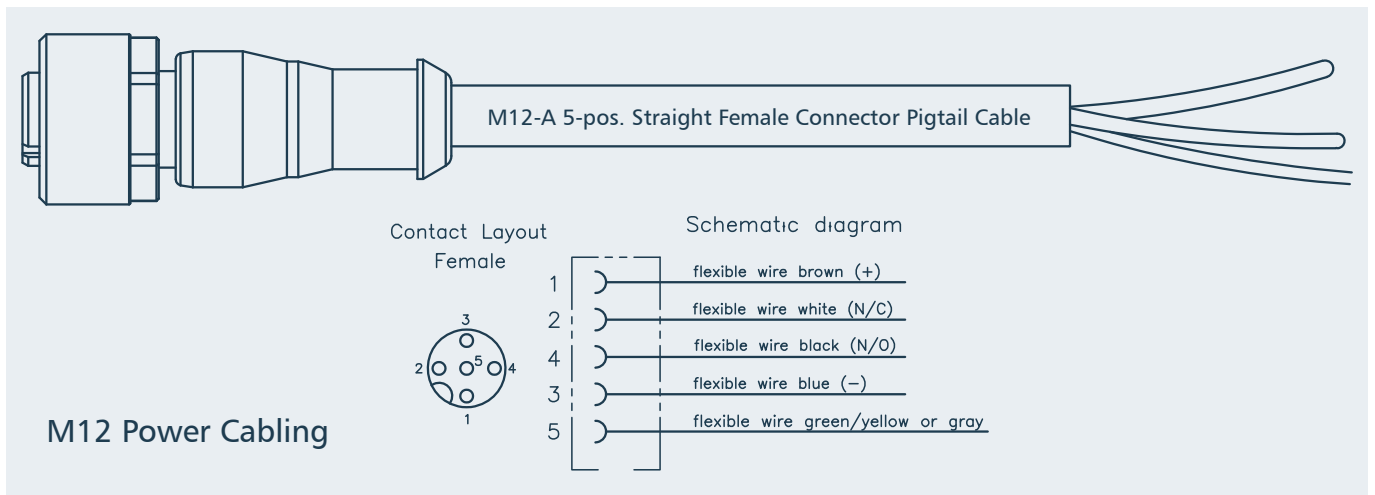 M12-A 5-pos. Straight Female Connector Pigtail Cable
Contact Layout
Female
3
2
5
4
1
Schematic diagram
1 flexible wire brown (+)
2 flexible wire white (N/C)
4 flexible wire black (N/O)
3 flexible wire blue (−)
5 flexible wire green/yellow or gray
M12 Power Cabling